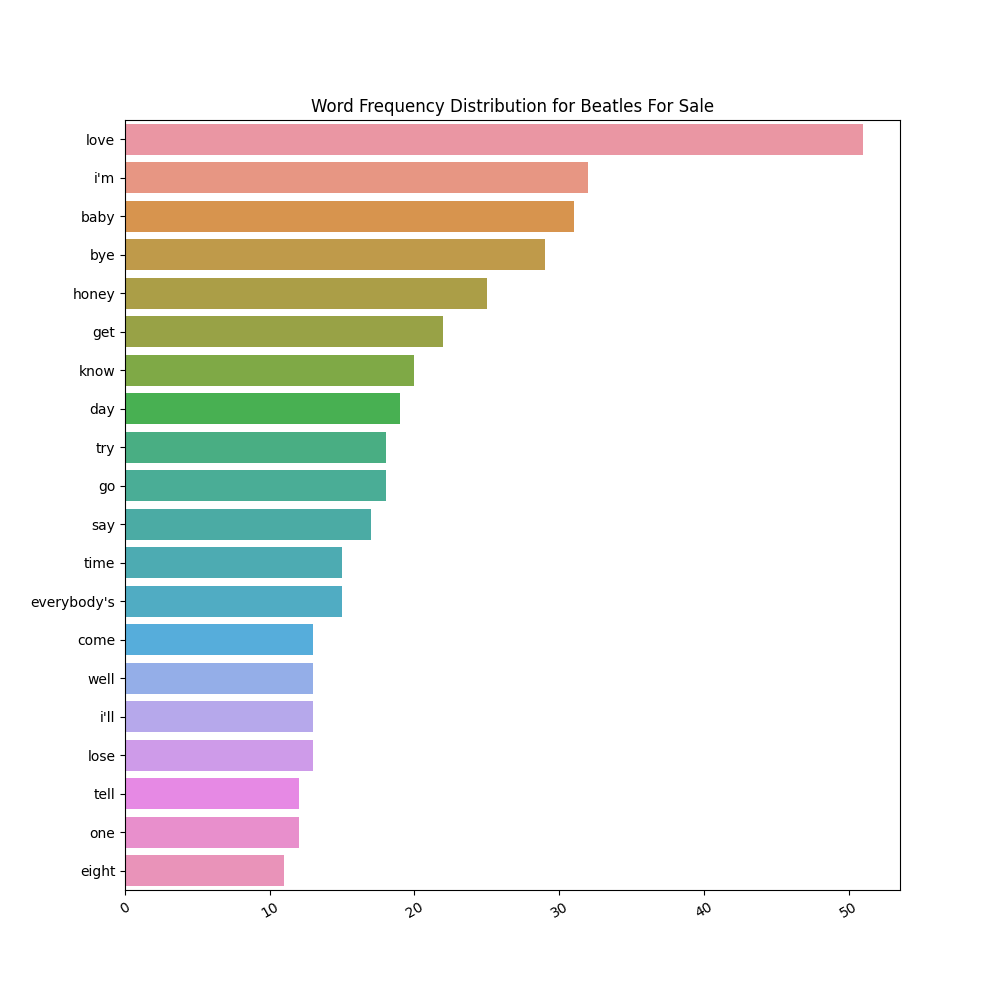 Word Frequency Distribution for Beatles For Sale
love
i'm
baby
bye
honey
get
know
day
try
go
say
time
everybody's
come
well
i'll
lose
tell
one
eight
0 10 20 30 40 50